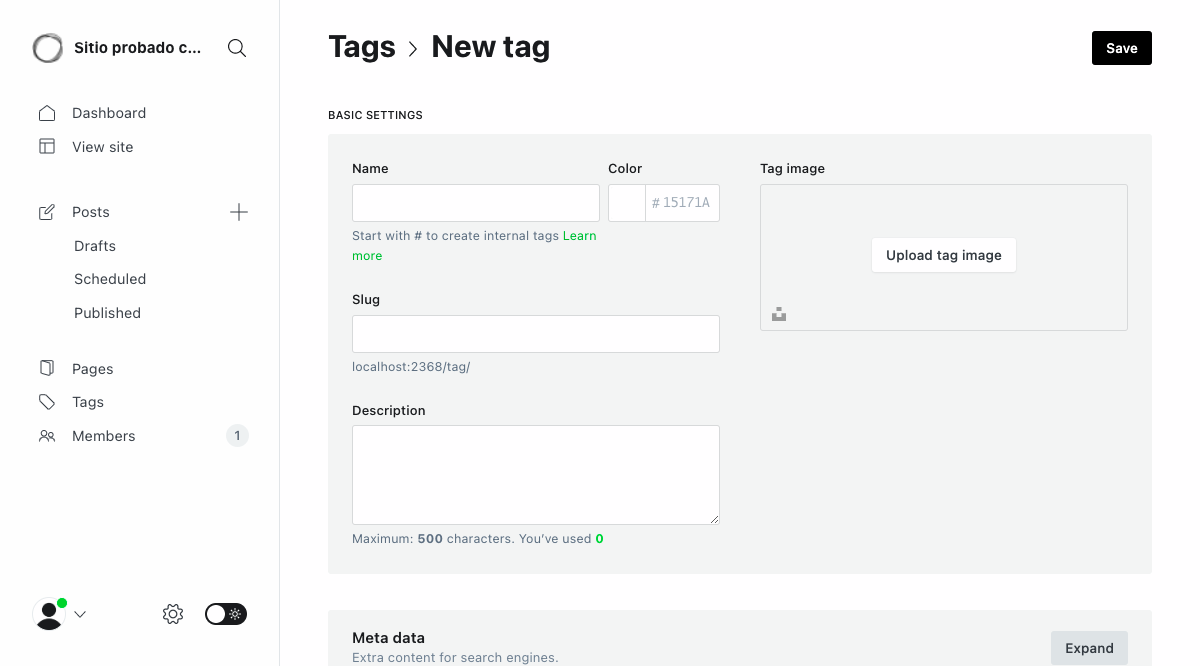 Sitio probado c...
Dashboard
View site
Posts
Drafts
Scheduled
Published
Pages
Tags
Members
1
Tags > New tag
Save
BASIC SETTINGS
Name
Start with # to create internal tags Learn
more
Color
# 15171A
Slug
localhost:2368/tag/
Description
Maximum: 500 characters. You’ve used 0
Tag image
Upload tag image
Meta data
Extra content for search engines.
Expand